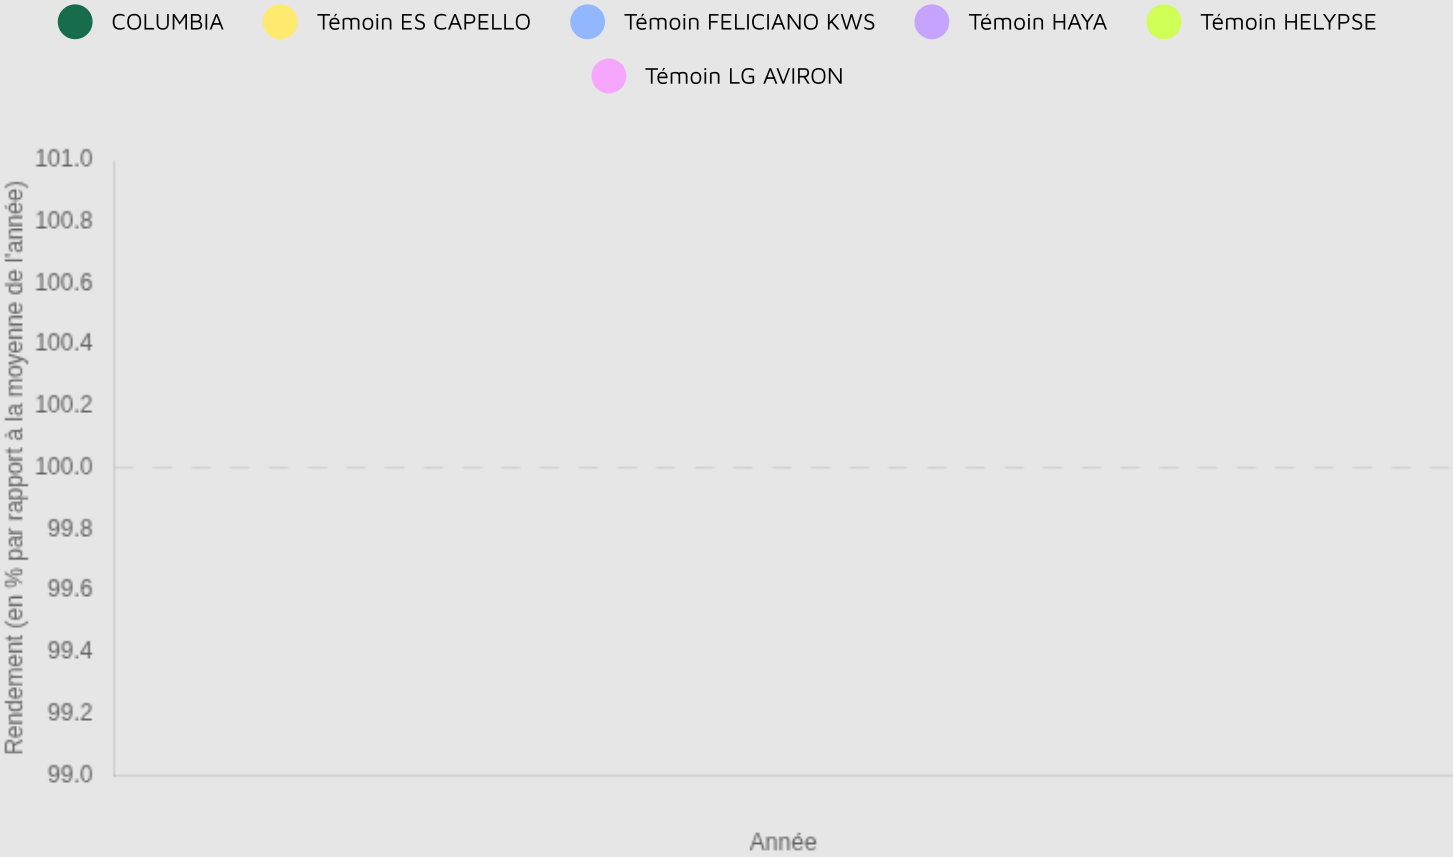 COLUMBIA Témoin ES CAPELLO Témoin FELICIANO KWS Témoin HAYA Témoin HELYPSE
Témoin LG AVIRON
Rendement (en % par rapport à la moyenne de l'année)
101.0
100.8
100.6
100.4
100.2
100.0
99.8
99.6
99.4
99.2
99.0
Année